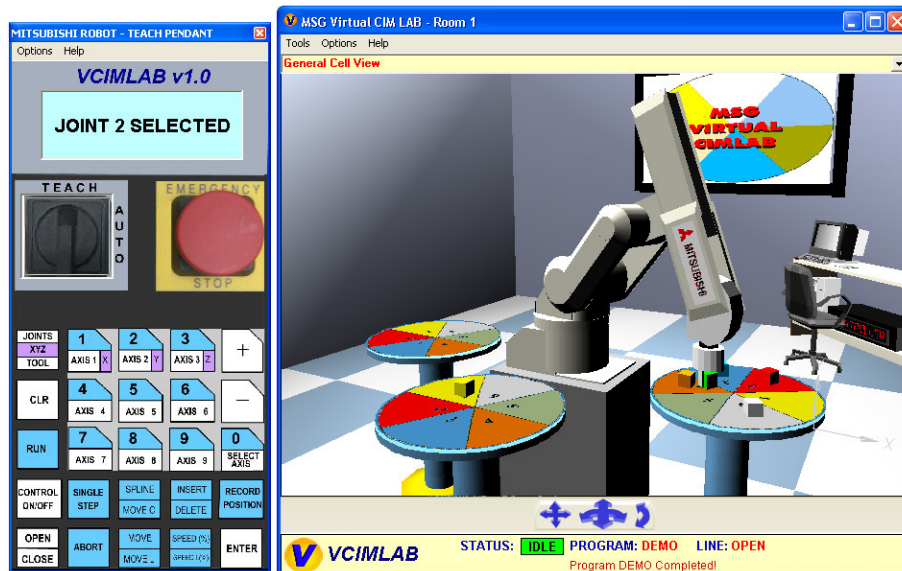 MITSUBISHI ROBOT - TEACH PENDANT
Options Help
VCIMLAB v1.0
JOINT 2 SELECTED
TEACH
AUTO
EMERGENCY
STOP
JOINTS
XYZ
TOOL
1
AXIS 1 X
2
AXIS 2 Y
3
AXIS 3 Z
+
CLR
4
AXIS 4
5
AXIS 5
6
AXIS 6
—
RUN
7
AXIS 7
8
AXIS 8
9
AXIS 9
0
SELECT
AXIS
CONTROL
ON/OFF
SINGLE
STEP
SPLINE
MOVE C
INSERT
DELETE
RECORD
POSITION
OPEN
CLOSE
ABORT
MOVE
MOVE
SPEED (%)
ENTER
MSG Virtual CIM LAB - Room 1
Tools Options Help
General Cell View
MSG
VIRTUAL
CIMLAB
MITSUBISHI
X
V VCIMLAB
STATUS: IDLE PROGRAM: DEMO LINE: OPEN
Program DEMO Completed!